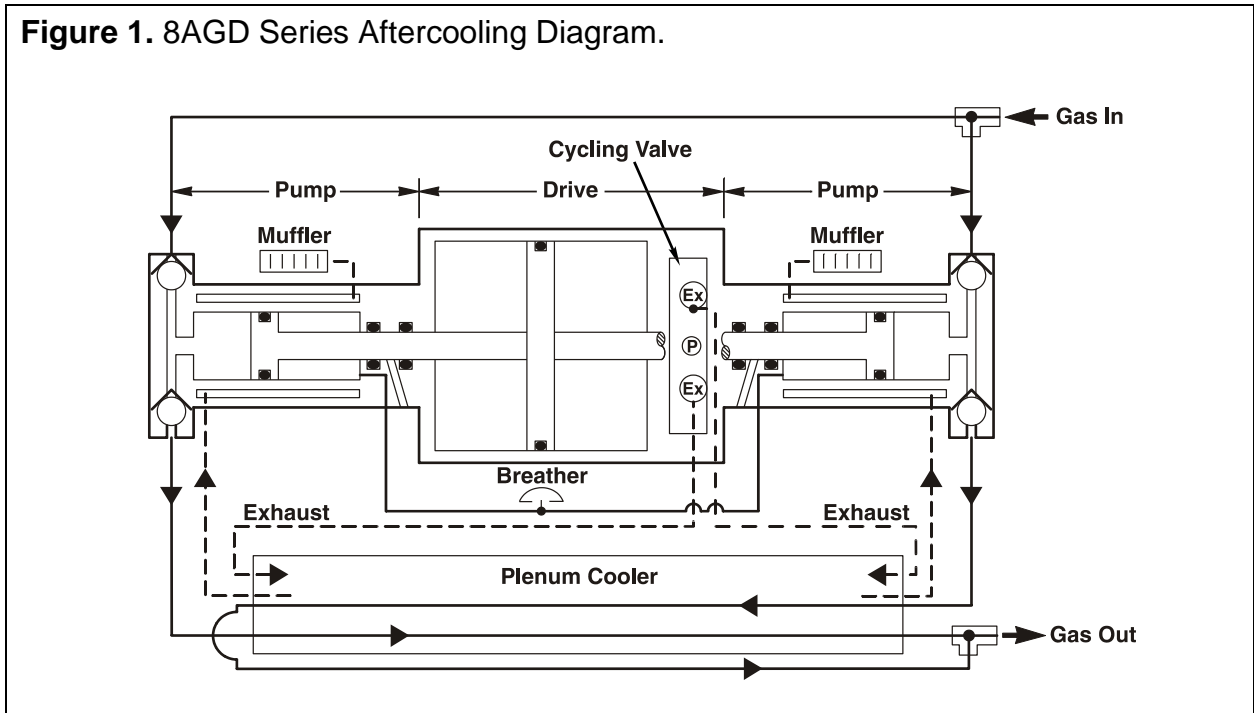 Figure 1. 8AGD Series Aftercooling Diagram.
Gas In
Cycling Valve
Pump
Drive
Pump
Muffler
Muffler
Ex
P
Ex
Breather
Exhaust
Exhaust
Plenum Cooler
Gas Out